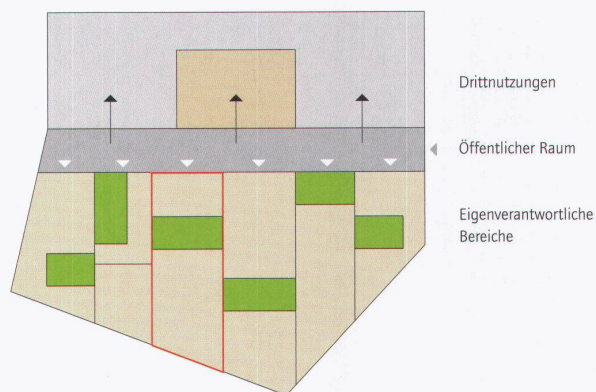 Drittnutzungen
Öffentlicher Raum
Eigenverantwortliche
Bereiche